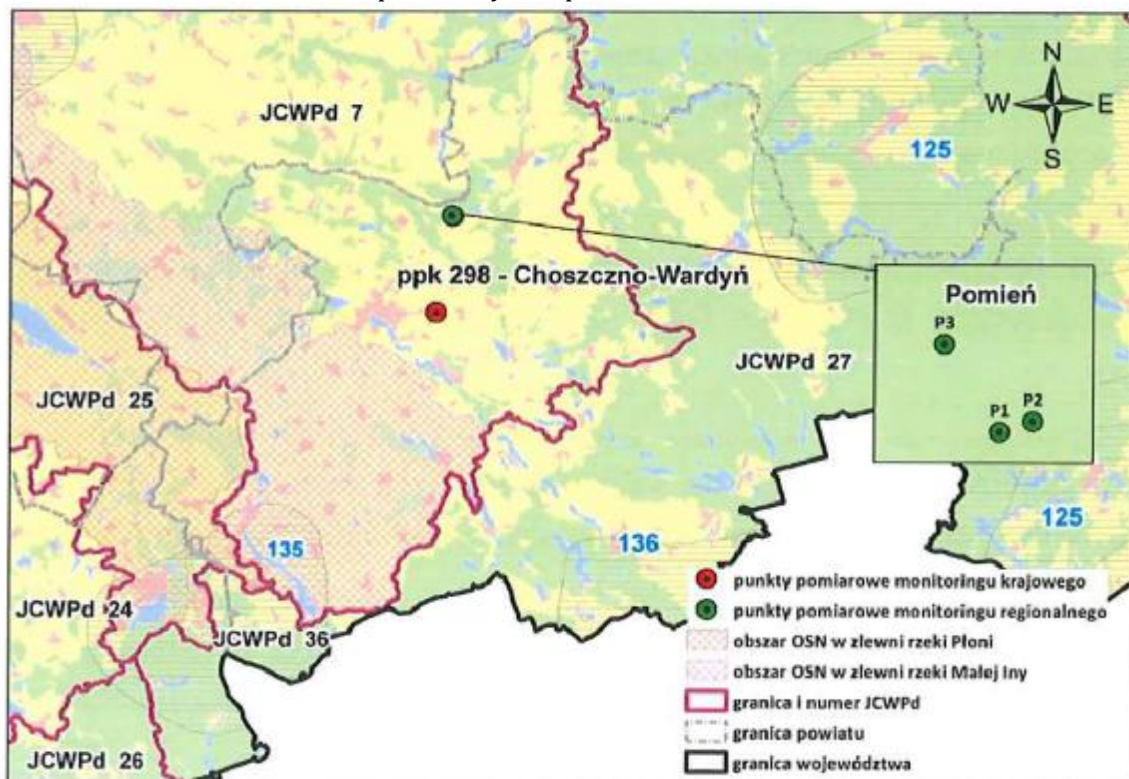 N
W E
S
JCWPd 7
125
ppk 298 - Choszczno-Wardyń
Pomień
P3
P1 P2
JCWPd 27
JCWPd 25
135
136
125
JCWPd 24
JCWPd 36
JCWPd 26
punkty pomiarowe monitoringu krajowego
punkty pomiarowe monitoringu regionalnego
obszar OSN w zlewni rzeki Płoni
obszar OSN w zlewni rzeki Małej Iny
granica i numer JCWPd
granica powiatu
granica województwa